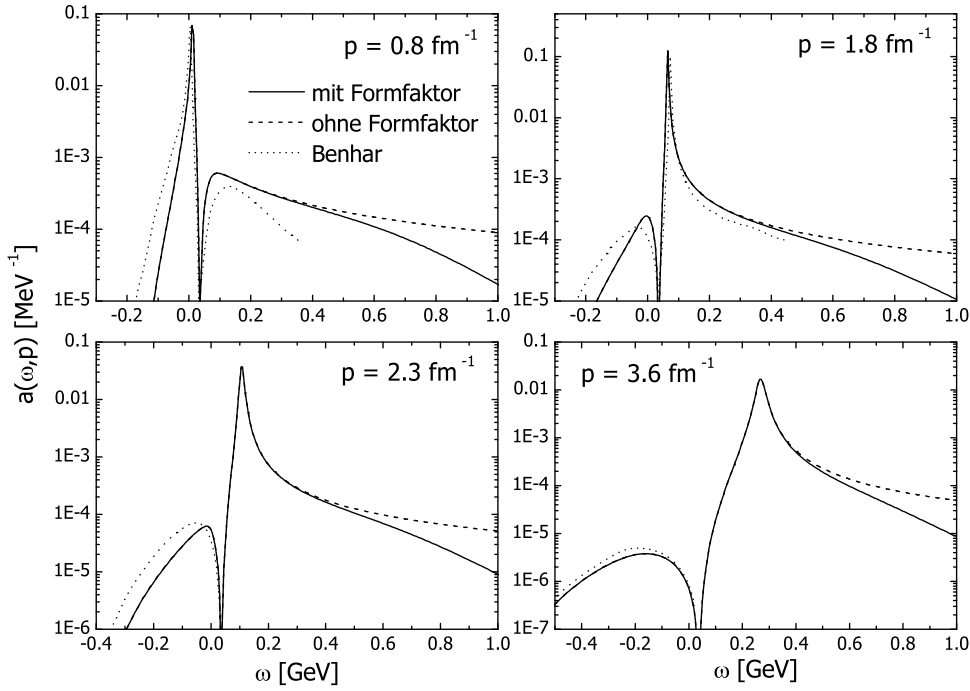 a(ω,p) [MeV⁻¹]
p = 0.8 fm⁻¹
mit Formfaktor
ohne Formfaktor
Benhar
0.1
0.01
1E-3
1E-4
1E-5
-0.2 0.0 0.2 0.4 0.6 0.8 1.0
p = 1.8 fm⁻¹
0.1
0.01
1E-3
1E-4
1E-5
-0.2 0.0 0.2 0.4 0.6 0.8 1.0
p = 2.3 fm⁻¹
0.1
0.01
1E-3
1E-4
1E-5
1E-6
-0.4 -0.2 0.0 0.2 0.4 0.6 0.8 1.0
ω [GeV]
p = 3.6 fm⁻¹
0.1
0.01
1E-3
1E-4
1E-5
1E-6
1E-7
-0.4 -0.2 0.0 0.2 0.4 0.6 0.8 1.0
ω [GeV]